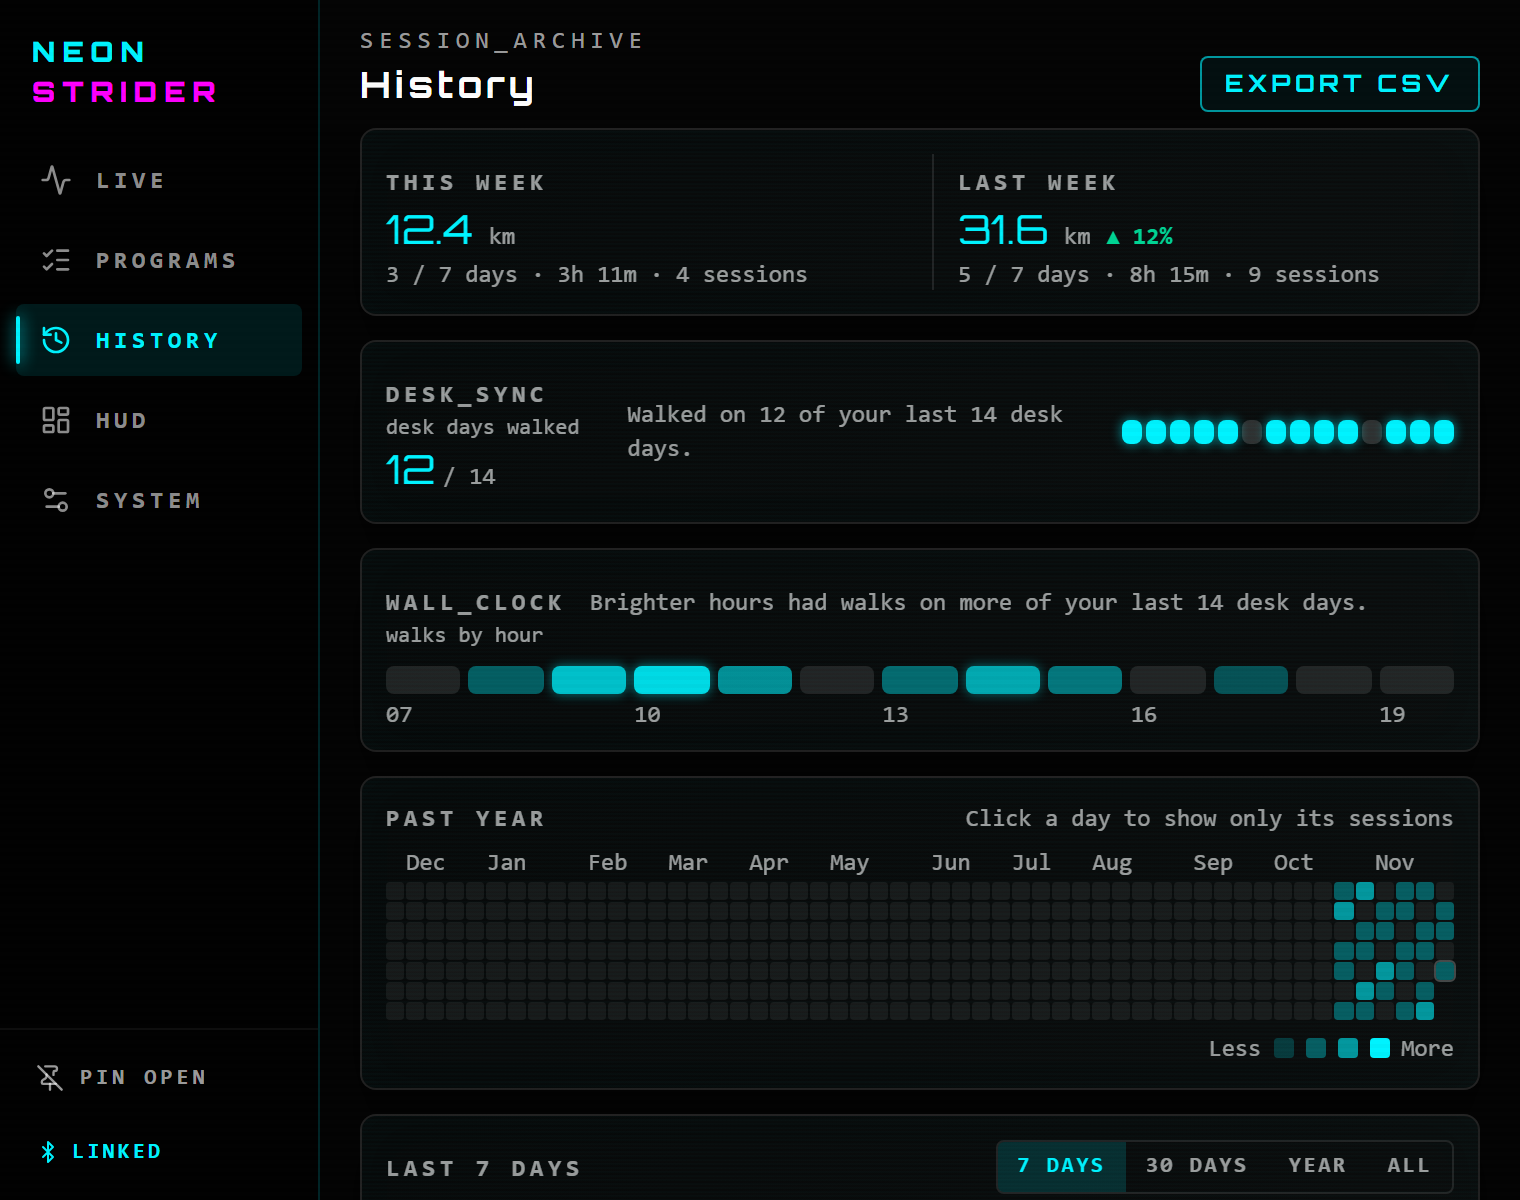 NEON
STRIDER
LIVE
PROGRAMS
HISTORY
HUD
SYSTEM
PIN OPEN
LINKED
SESSION_ARCHIVE
History
EXPORT CSV
THIS WEEK
12.4 km
3 / 7 days · 3h 11m · 4 sessions
LAST WEEK
31.6 km ▲ 12%
5 / 7 days · 8h 15m · 9 sessions
DESK_SYNC
desk days walked
12 / 14
Walked on 12 of your last 14 desk
days.
WALL_CLOCK Brighter hours had walks on more of your last 14 desk days.
walks by hour
07 10 13 16 19
PAST YEAR Click a day to show only its sessions
Dec Jan Feb Mar Apr May Jun Jul Aug Sep Oct Nov
Less More
LAST 7 DAYS 7 DAYS 30 DAYS YEAR ALL